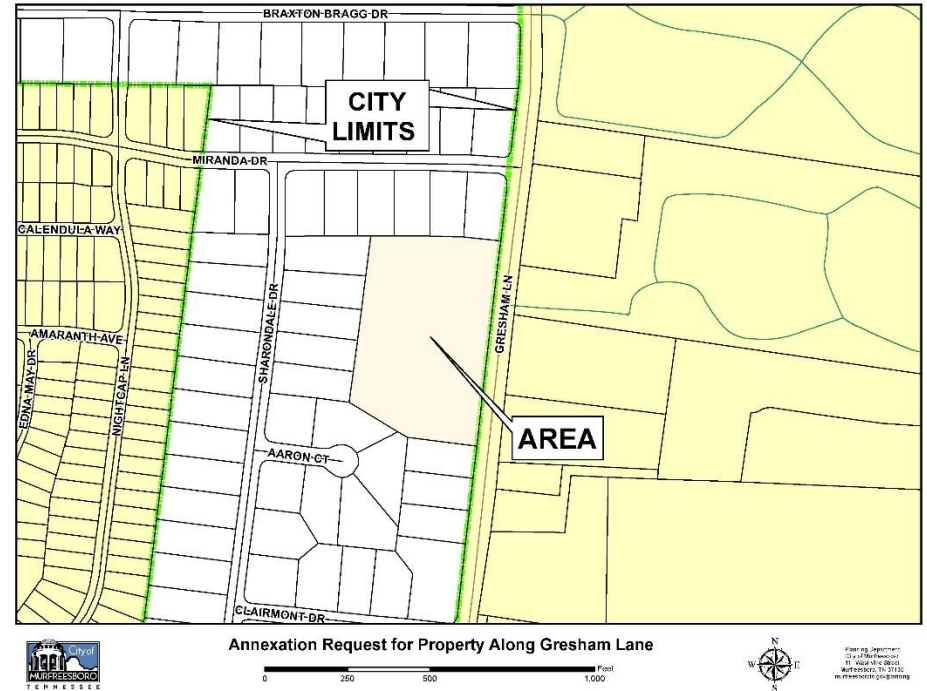 BRAXTON BRAGG DR
CITY
LIMITS
MIRANDA DR
CALENDULA WAY
SHARONDALE DR
GRESHAM LN
AMARANTH AVE
EDNA MAY DR
NIGHTCAP LN
AREA
AARON CT
CLAIRMONT DR
City of
MURFREESBORO
TENNESSEE
Annexation Request for Property Along Gresham Lane
Feet
0 250 500 1,000
N
W E
S
Planning Department
City of Murfreesboro
111 West Vine Street
Murfreesboro, TN 37130
murfreesborotn.gov/planning